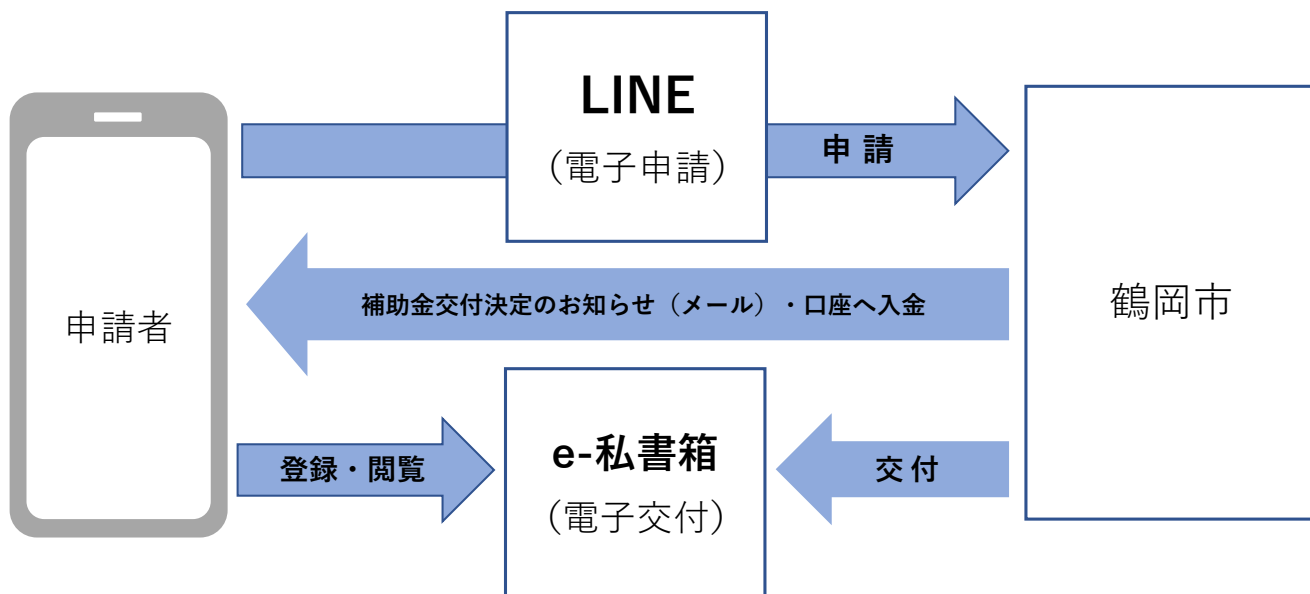 LINE
（電子申請）
申 請
補助金交付決定のお知らせ（メール）・口座へ入金
申請者
鶴岡市
登録・閲覧
e-私書箱
（電子交付）
交 付